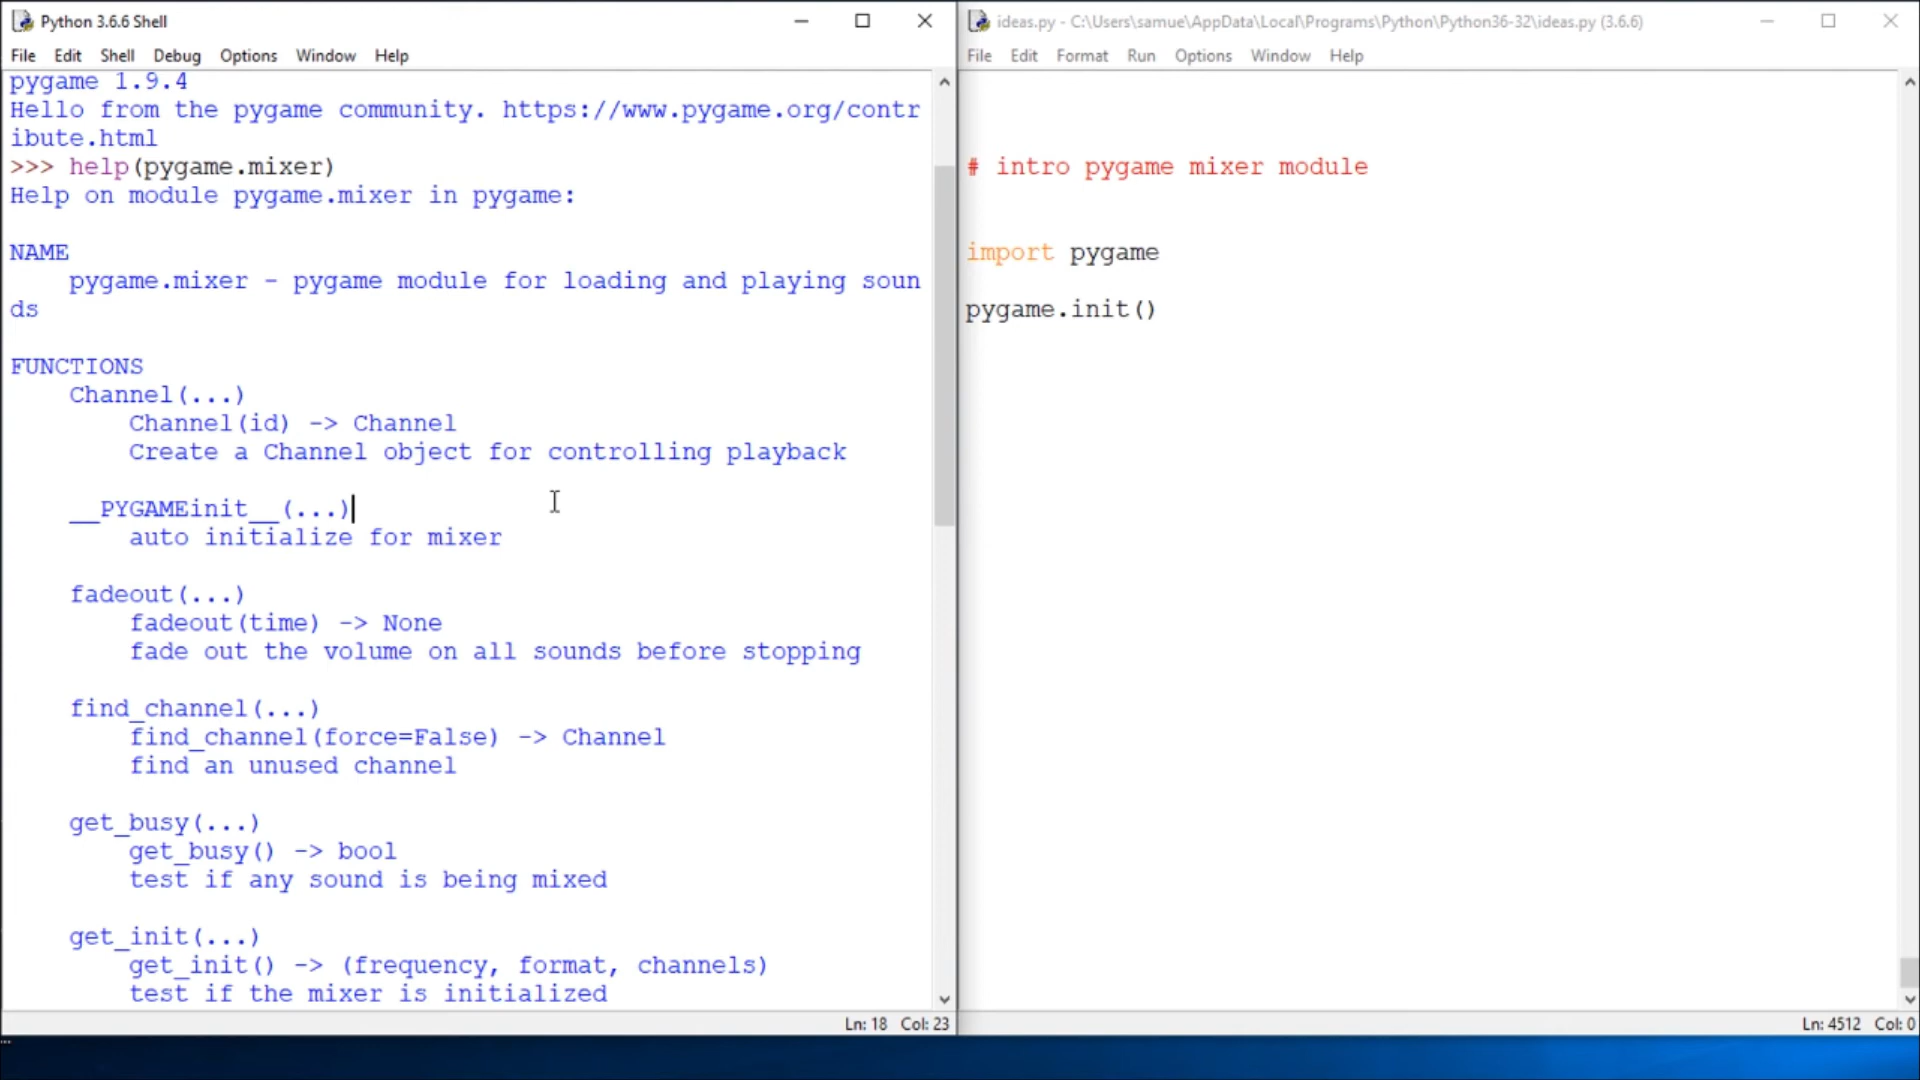 Python 3.6.6 Shell
File Edit Shell Debug Options Window Help
pygame 1.9.4
Hello from the pygame community. https://www.pygame.org/contr
ibute.html
>>> help(pygame.mixer)
Help on module pygame.mixer in pygame:
NAME
pygame.mixer - pygame module for loading and playing soun
ds
FUNCTIONS
Channel(...)
Channel(id) -> Channel
Create a Channel object for controlling playback
__PYGAMEinit__(...)
auto initialize for mixer
fadeout(...)
fadeout(time) -> None
fade out the volume on all sounds before stopping
find_channel(...)
find_channel(force=False) -> Channel
find an unused channel
get_busy(...)
get_busy() -> bool
test if any sound is being mixed
get_init(...)
get_init() -> (frequency, format, channels)
test if the mixer is initialized
Ln: 18 Col: 23
ideas.py - C:\Users\samue\AppData\Local\Programs\Python\Python36-32\ideas.py (3.6.6)
File Edit Format Run Options Window Help
# intro pygame mixer module
import pygame
pygame.init()
Ln: 4512 Col: 0